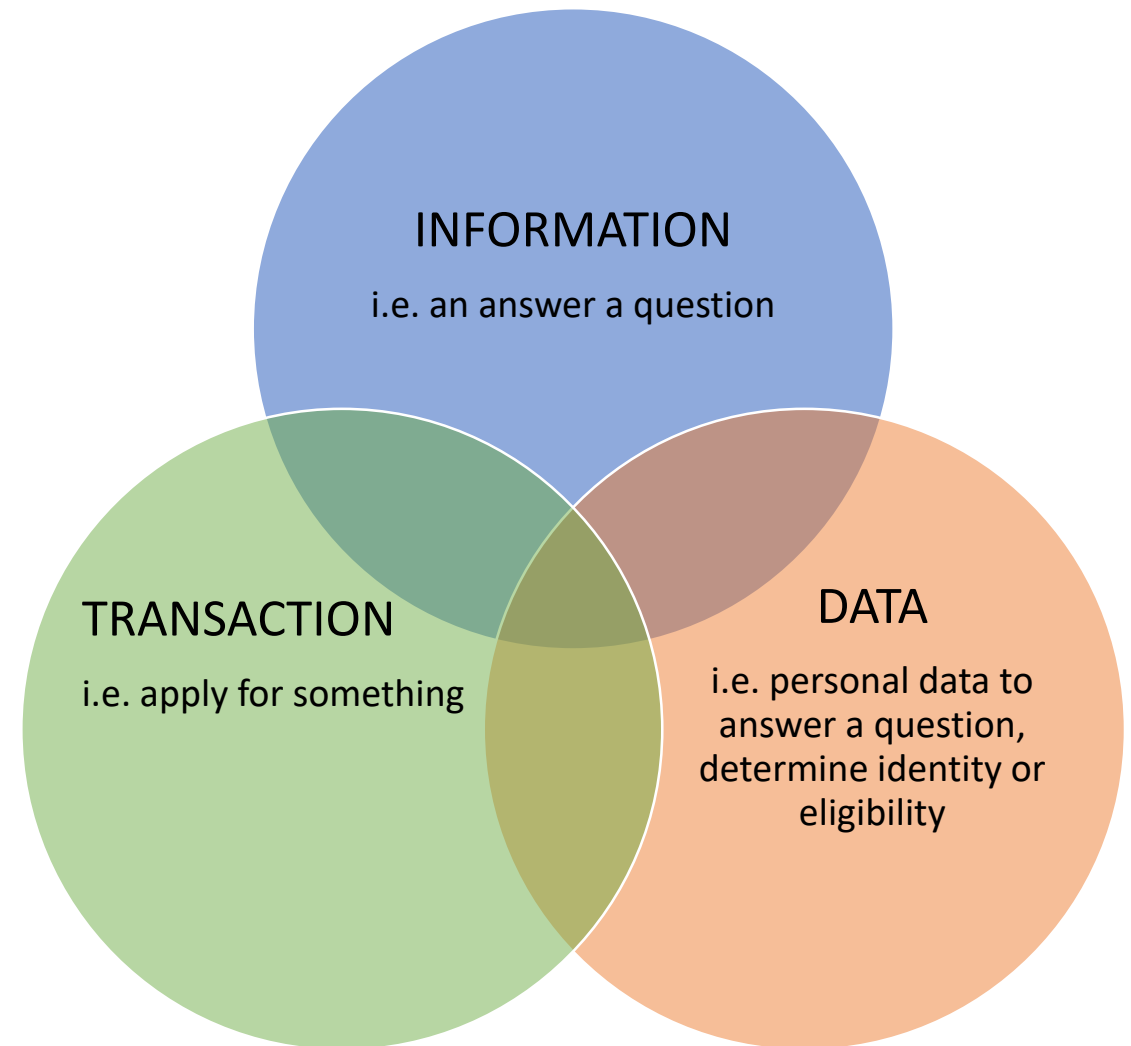 INFORMATION
i.e. an answer a question
TRANSACTION
i.e. apply for something
DATA
i.e. personal data to
answer a question,
determine identity or
eligibility